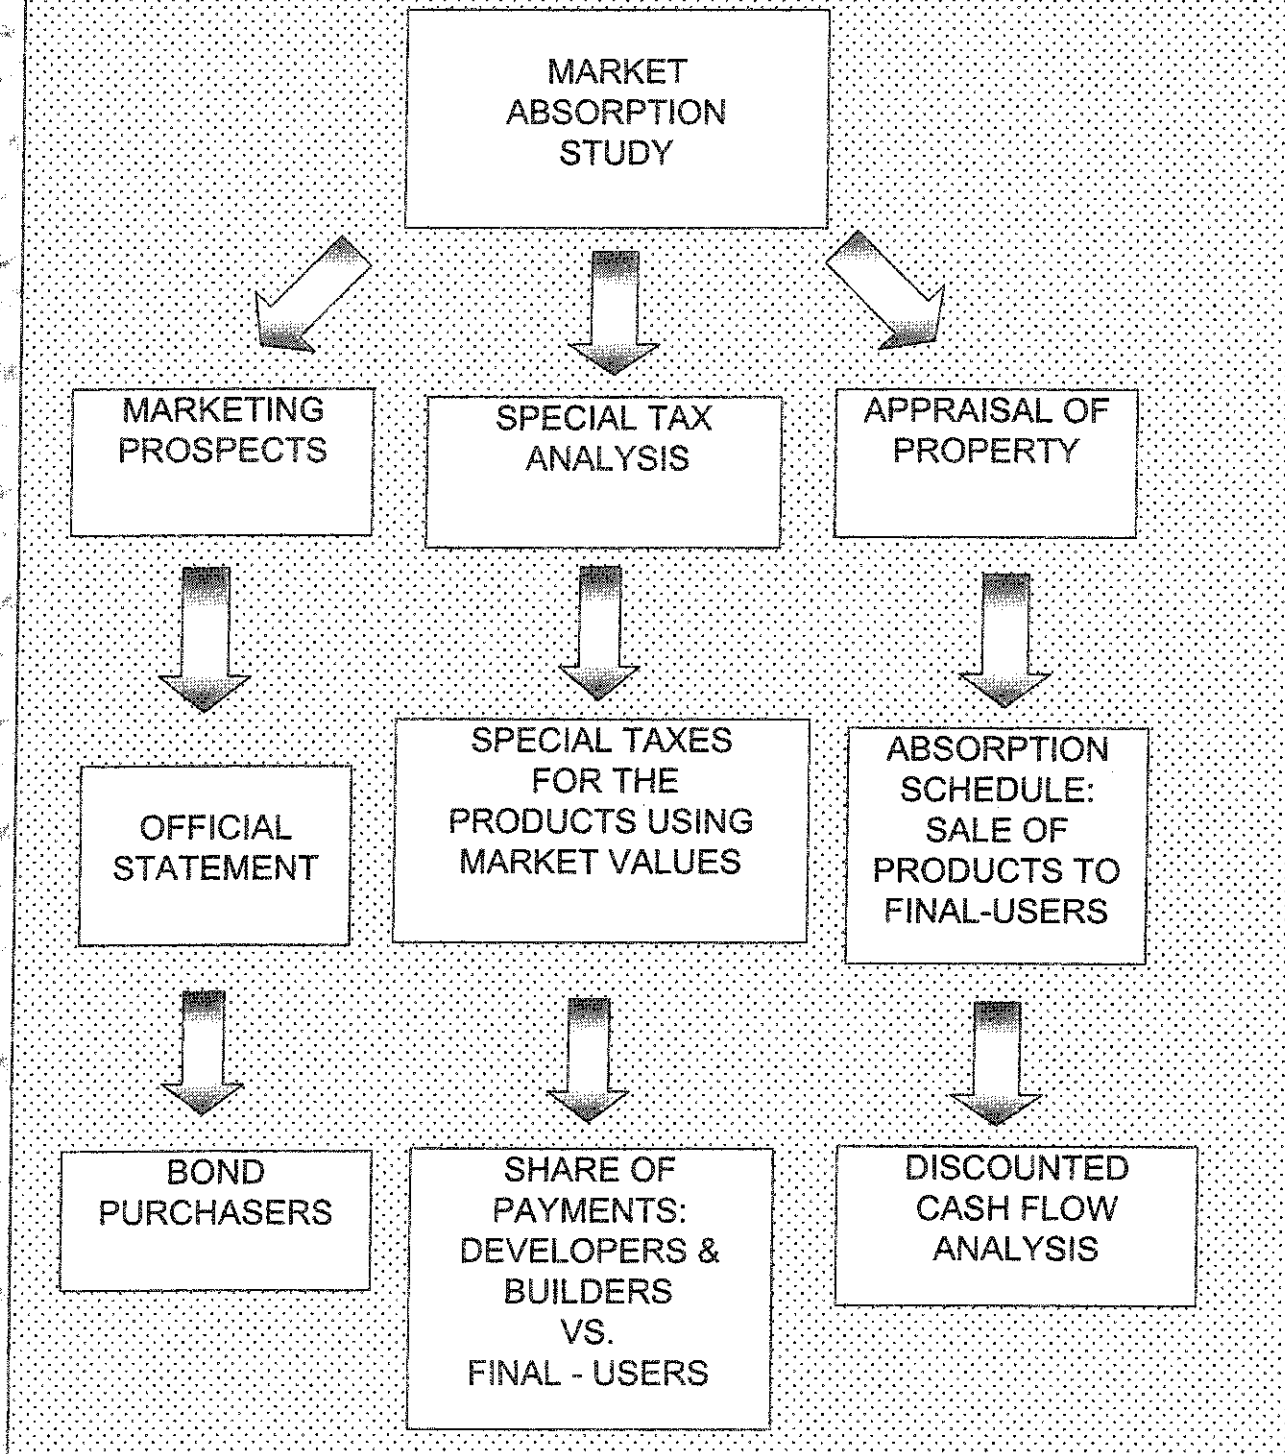 MARKET
ABSORPTION
STUDY
MARKETING
PROSPECTS
SPECIAL TAX
ANALYSIS
APPRAISAL OF
PROPERTY
OFFICIAL
STATEMENT
SPECIAL TAXES
FOR THE
PRODUCTS USING
MARKET VALUES
ABSORPTION
SCHEDULE:
SALE OF
PRODUCTS TO
FINAL-USERS
BOND
PURCHASERS
SHARE OF
PAYMENTS:
DEVELOPERS &
BUILDERS
VS.
FINAL - USERS
DISCOUNTED
CASH FLOW
ANALYSIS